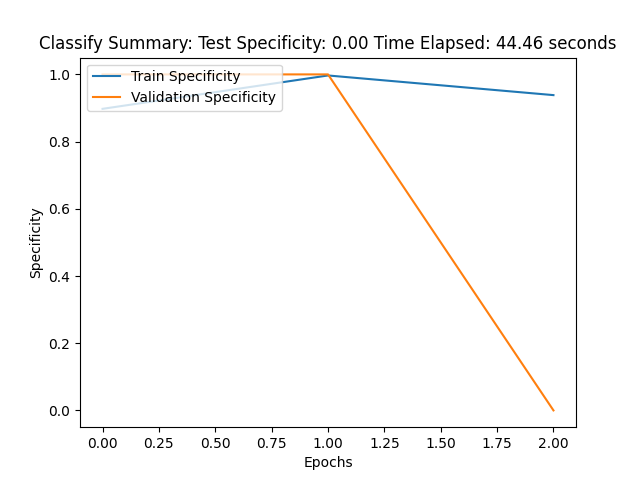 Classify Summary: Test Specificity: 0.00 Time Elapsed: 44.46 seconds
Train Specificity
Validation Specificity
1.0
0.8
0.6
0.4
0.2
0.0
Specificity
0.00 0.25 0.50 0.75 1.00 1.25 1.50 1.75 2.00
Epochs